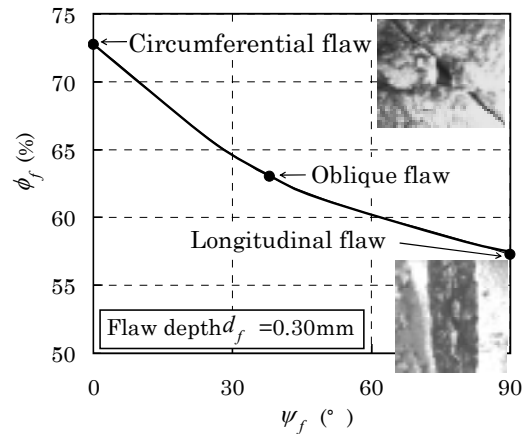 75
70
65
60
55
50
ϕf (%)
Circumferential flaw
Oblique flaw
Longitudinal flaw
Flaw depth df =0.30mm
0
30
60
90
ψf (°)